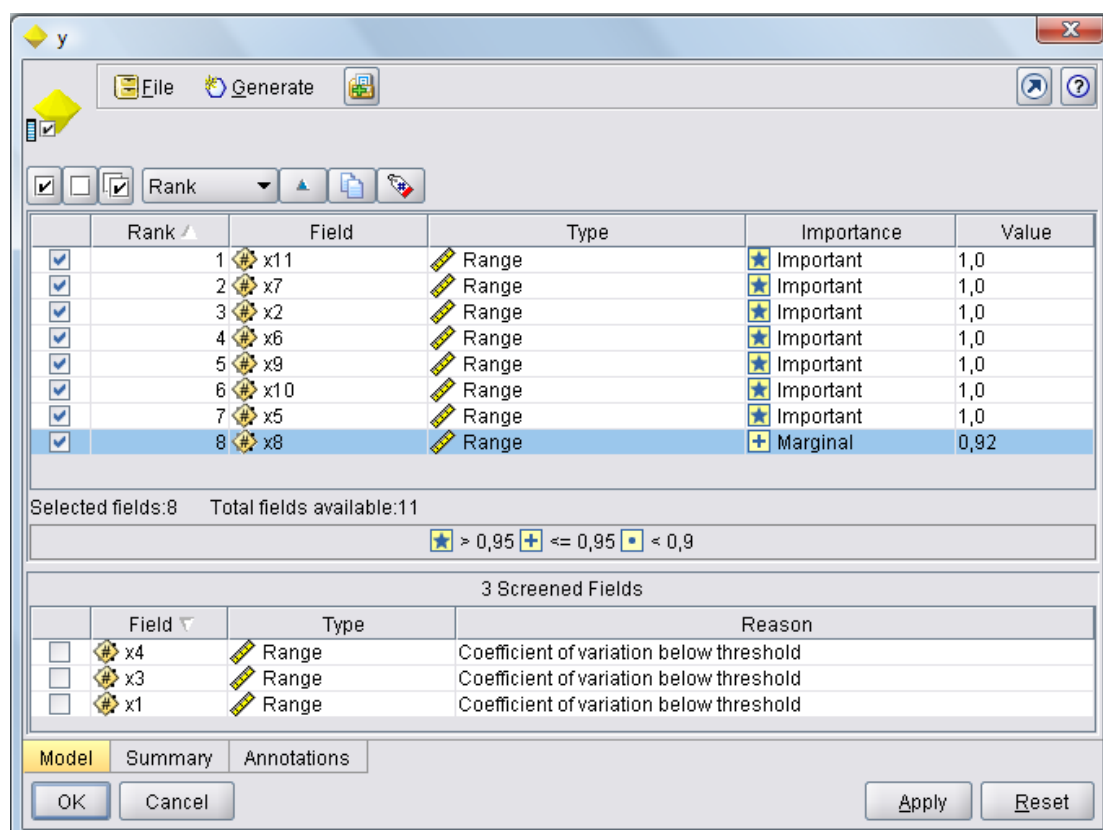 y
File Generate
Rank
Rank Field Type Importance Value
1 x11 Range Important 1,0
2 x7 Range Important 1,0
3 x2 Range Important 1,0
4 x6 Range Important 1,0
5 x9 Range Important 1,0
6 x10 Range Important 1,0
7 x5 Range Important 1,0
8 x8 Range Marginal 0,92
Selected fields:8 Total fields available:11
> 0,95 <= 0,95 < 0,9
3 Screened Fields
Field Type Reason
x4 Range Coefficient of variation below threshold
x3 Range Coefficient of variation below threshold
x1 Range Coefficient of variation below threshold
Model Summary Annotations
OK Cancel Apply Reset